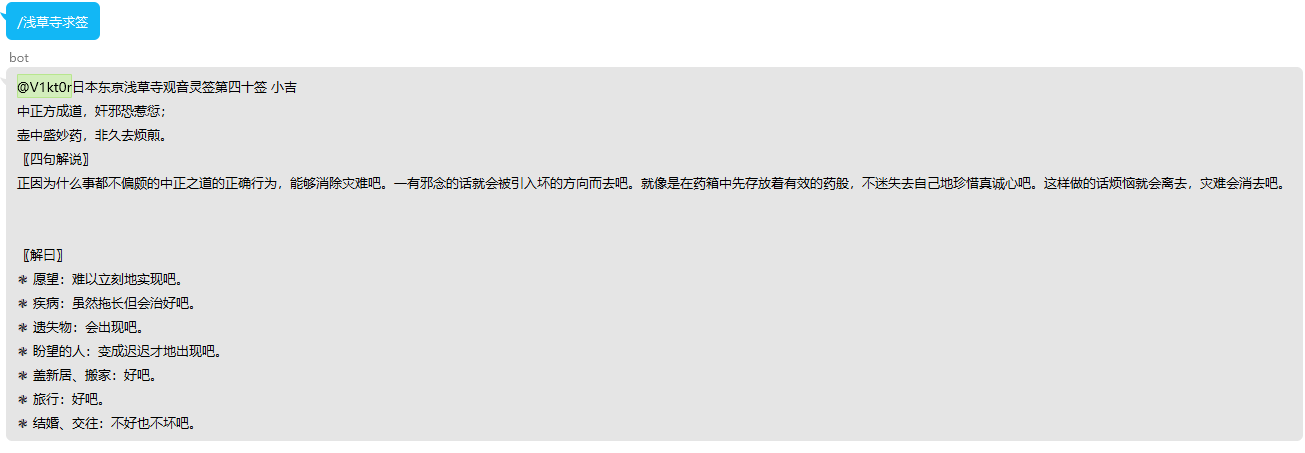 /浅草寺求签
bot
@V1kt0r日本东京浅草寺观音灵签第四十签 小吉
中正方成道，奸邪恐惹愆；
壶中盛妙药，非久去烦煎。
〖四句解说〗
正因为什么事都不偏颇的中正之道的正确行为，能够消除灾难吧。一有邪念的话就会被引入坏的方向而去吧。就像是在药箱中先存放着有效的药般，不迷失去自己地珍惜真诚心吧。这样做的话烦恼就会离去，灾难会消去吧。
〖解曰〗
❃ 愿望：难以立刻地实现吧。
❃ 疾病：虽然拖长但会治好吧。
❃ 遗失物：会出现吧。
❃ 盼望的人：变成迟迟才地出现吧。
❃ 盖新居、搬家：好吧。
❃ 旅行：好吧。
❃ 结婚、交往：不好也不坏吧。